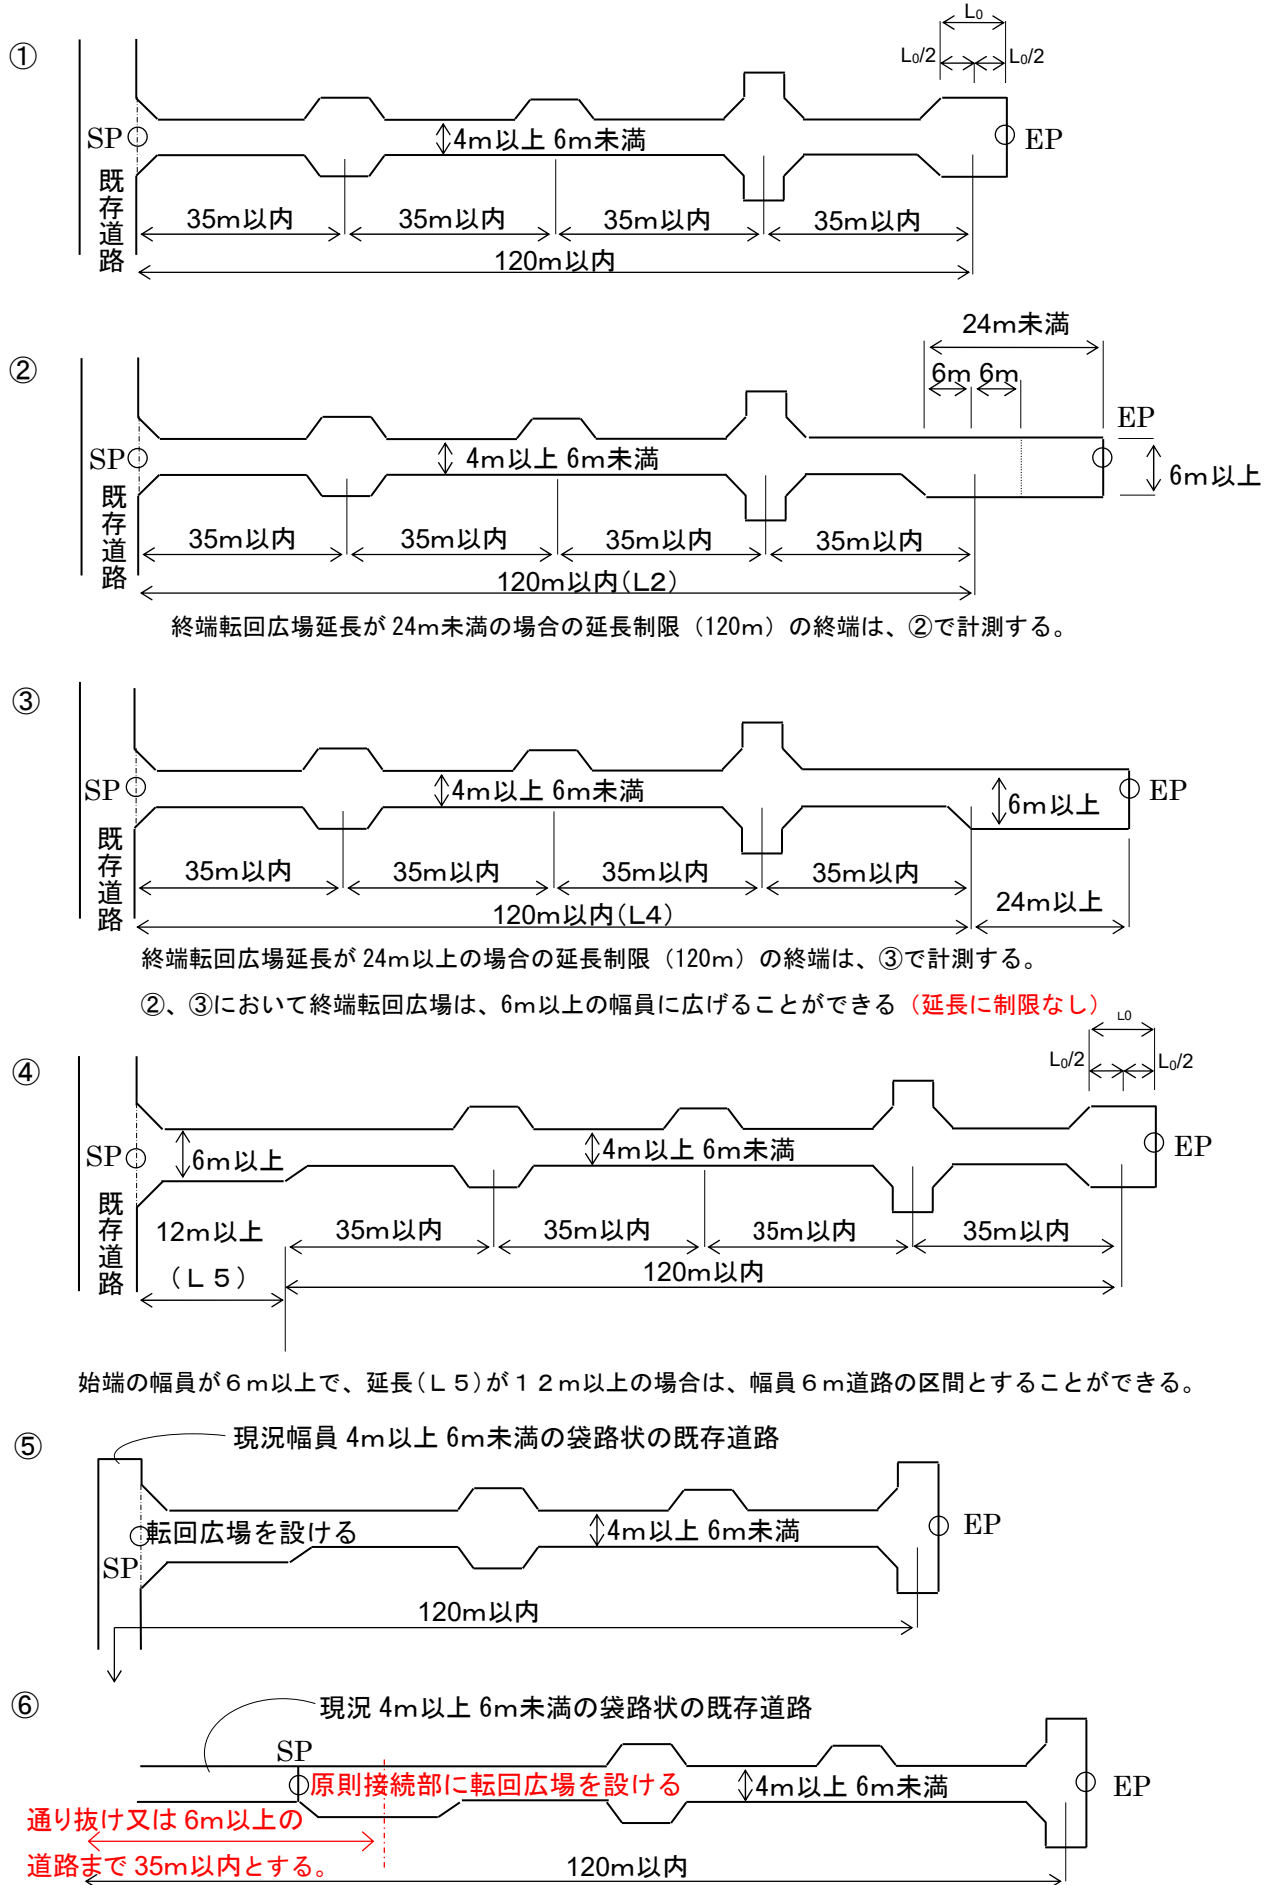 ①
L₀
L₀/2
L₀/2
SP
4m以上 6m未満
EP
既存道路
35m以内
35m以内
35m以内
35m以内
120m以内
②
24m未満
6m 6m
EP
SP
4m以上 6m未満
6m以上
既存道路
35m以内
35m以内
35m以内
35m以内
120m以内(L2)
終端転回広場延長が 24m未満の場合の延長制限（120m）の終端は、②で計測する。
③
SP
4m以上 6m未満
6m以上
EP
既存道路
35m以内
35m以内
35m以内
35m以内
24m以上
120m以内(L4)
終端転回広場延長が 24m以上の場合の延長制限（120m）の終端は、③で計測する。
②、③において終端転回広場は、6m以上の幅員に広げることができる（延長に制限なし）
④
L0
L₀/2
L₀/2
SP
6m以上
4m以上 6m未満
EP
既存道路
12m以上
（Ｌ５）
35m以内
35m以内
35m以内
35m以内
120m以内
始端の幅員が６ｍ以上で、延長(Ｌ５)が１２ｍ以上の場合は、幅員６ｍ道路の区間とすることができる。
⑤
現況幅員 4m以上 6m未満の袋路状の既存道路
転回広場を設ける
SP
4m以上 6m未満
EP
120m以内
⑥
現況 4m以上 6m未満の袋路状の既存道路
SP
原則接続部に転回広場を設ける
4m以上 6m未満
EP
通り抜け又は 6m以上の
道路まで 35m以内とする。
120m以内